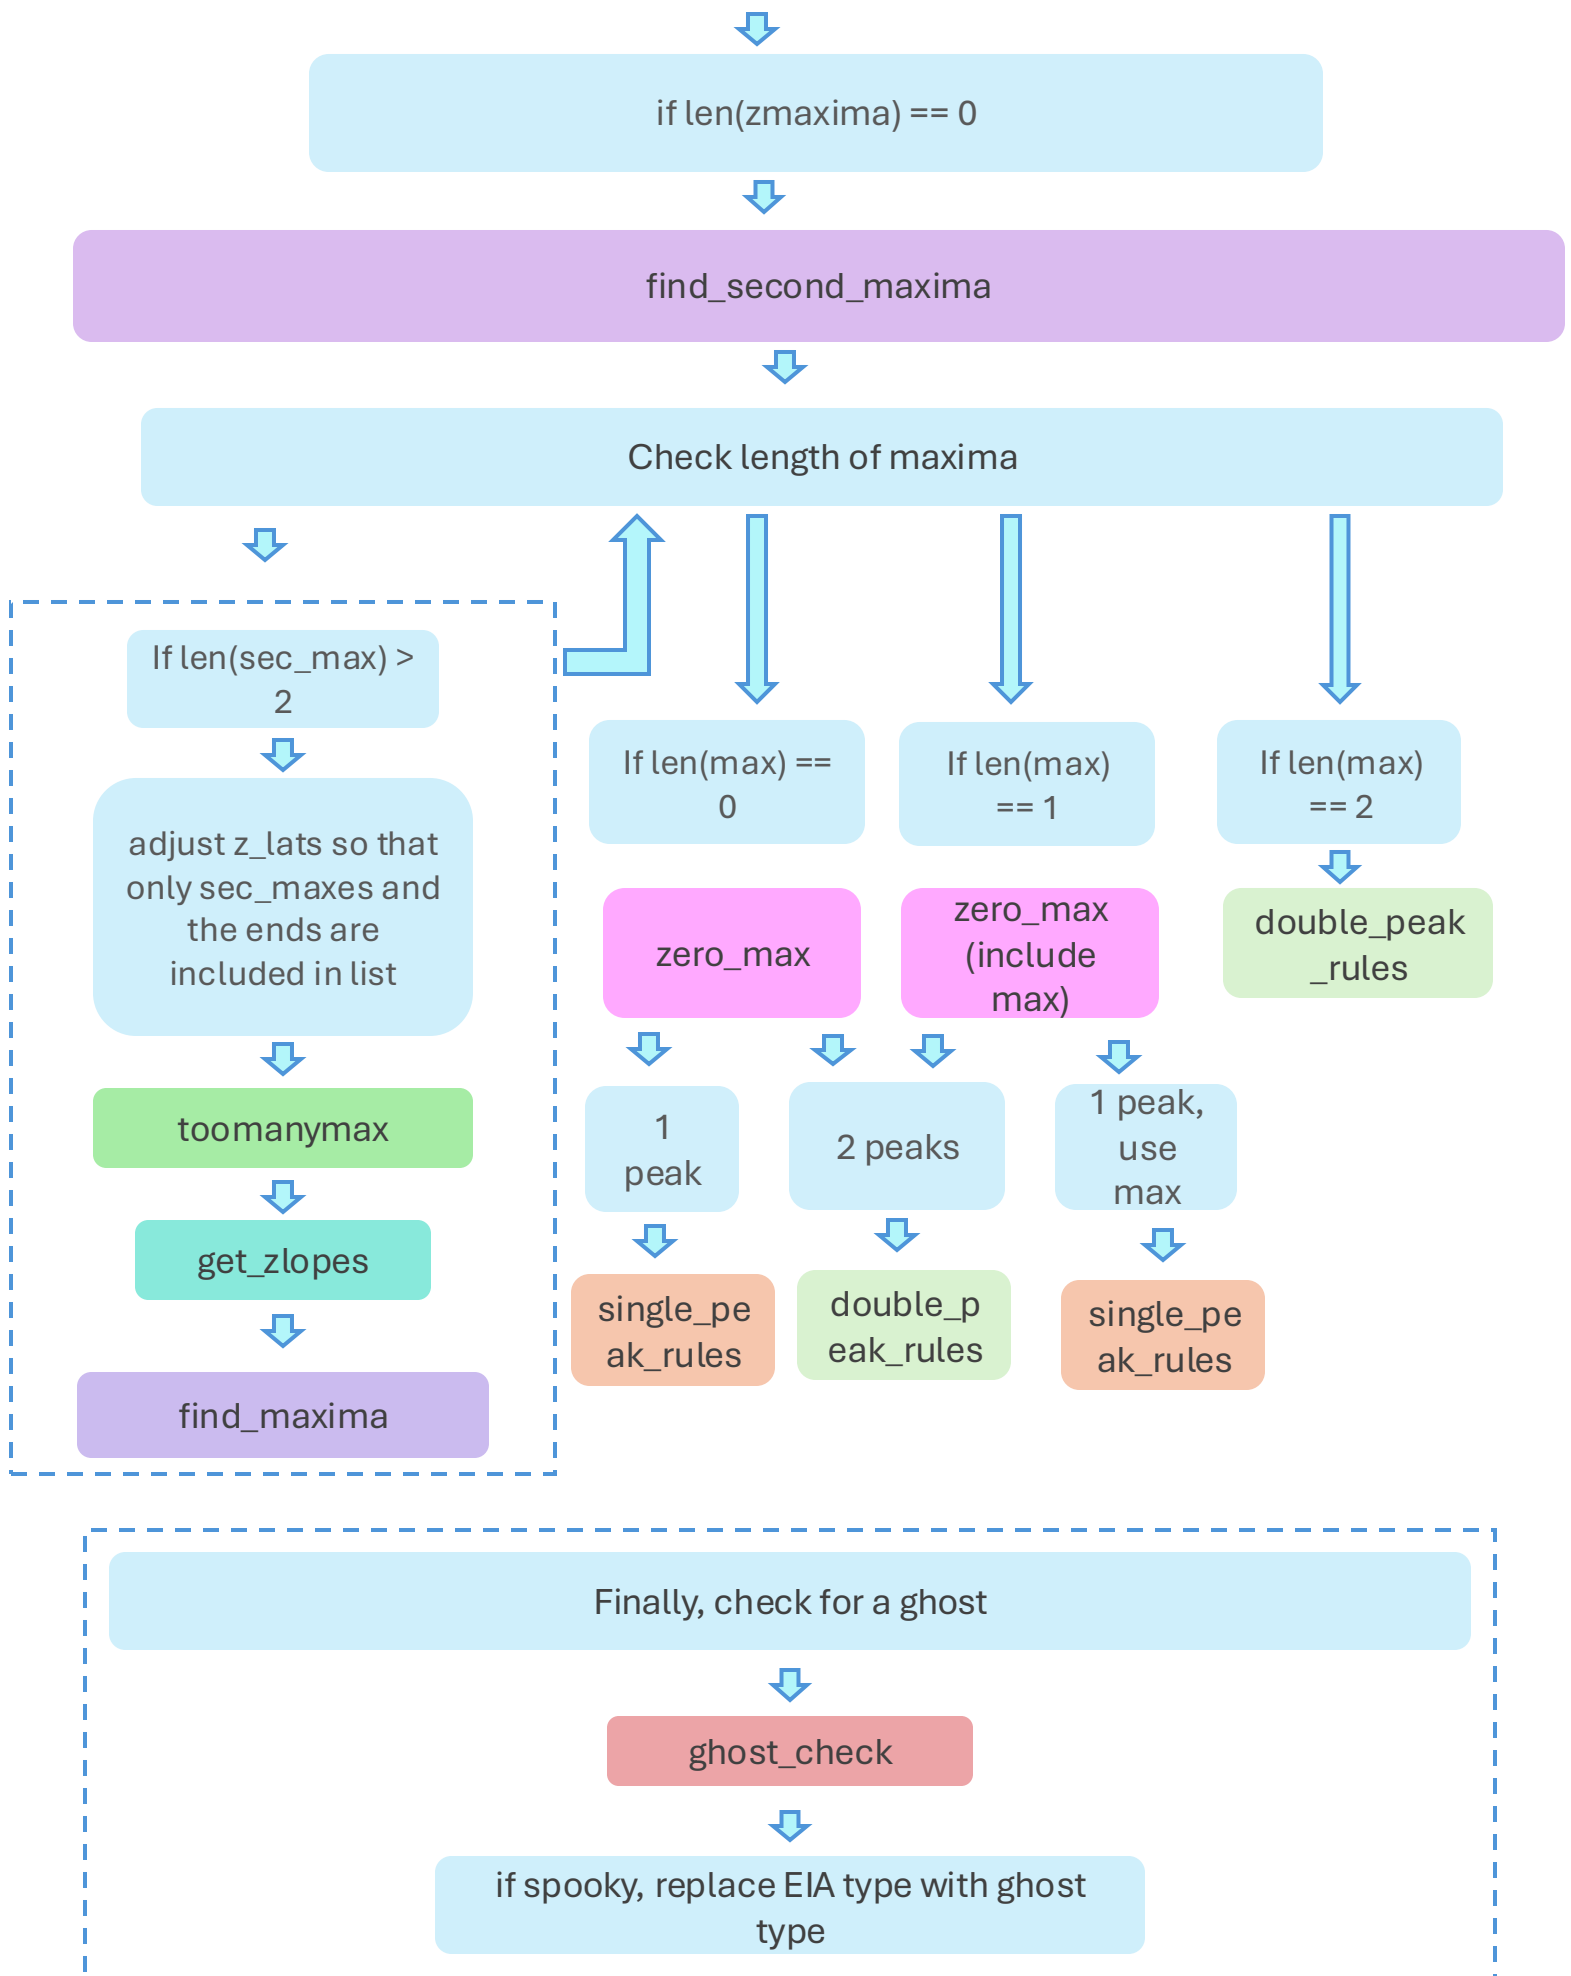 if len(zmaxima) == 0
find_second_maxima
Check length of maxima
If len(sec_max) >
2
adjust z_lats so that
only sec_maxes and
the ends are
included in list
toomanymax
get_zlopes
find_maxima
If len(max) ==
0
zero_max
1
peak
single_pe
ak_rules
If len(max)
== 1
zero_max
(include
max)
2 peaks
double_p
eak_rules
1 peak,
use
max
single_pe
ak_rules
If len(max)
== 2
double_peak
_rules
Finally, check for a ghost
ghost_check
if spooky, replace EIA type with ghost
type